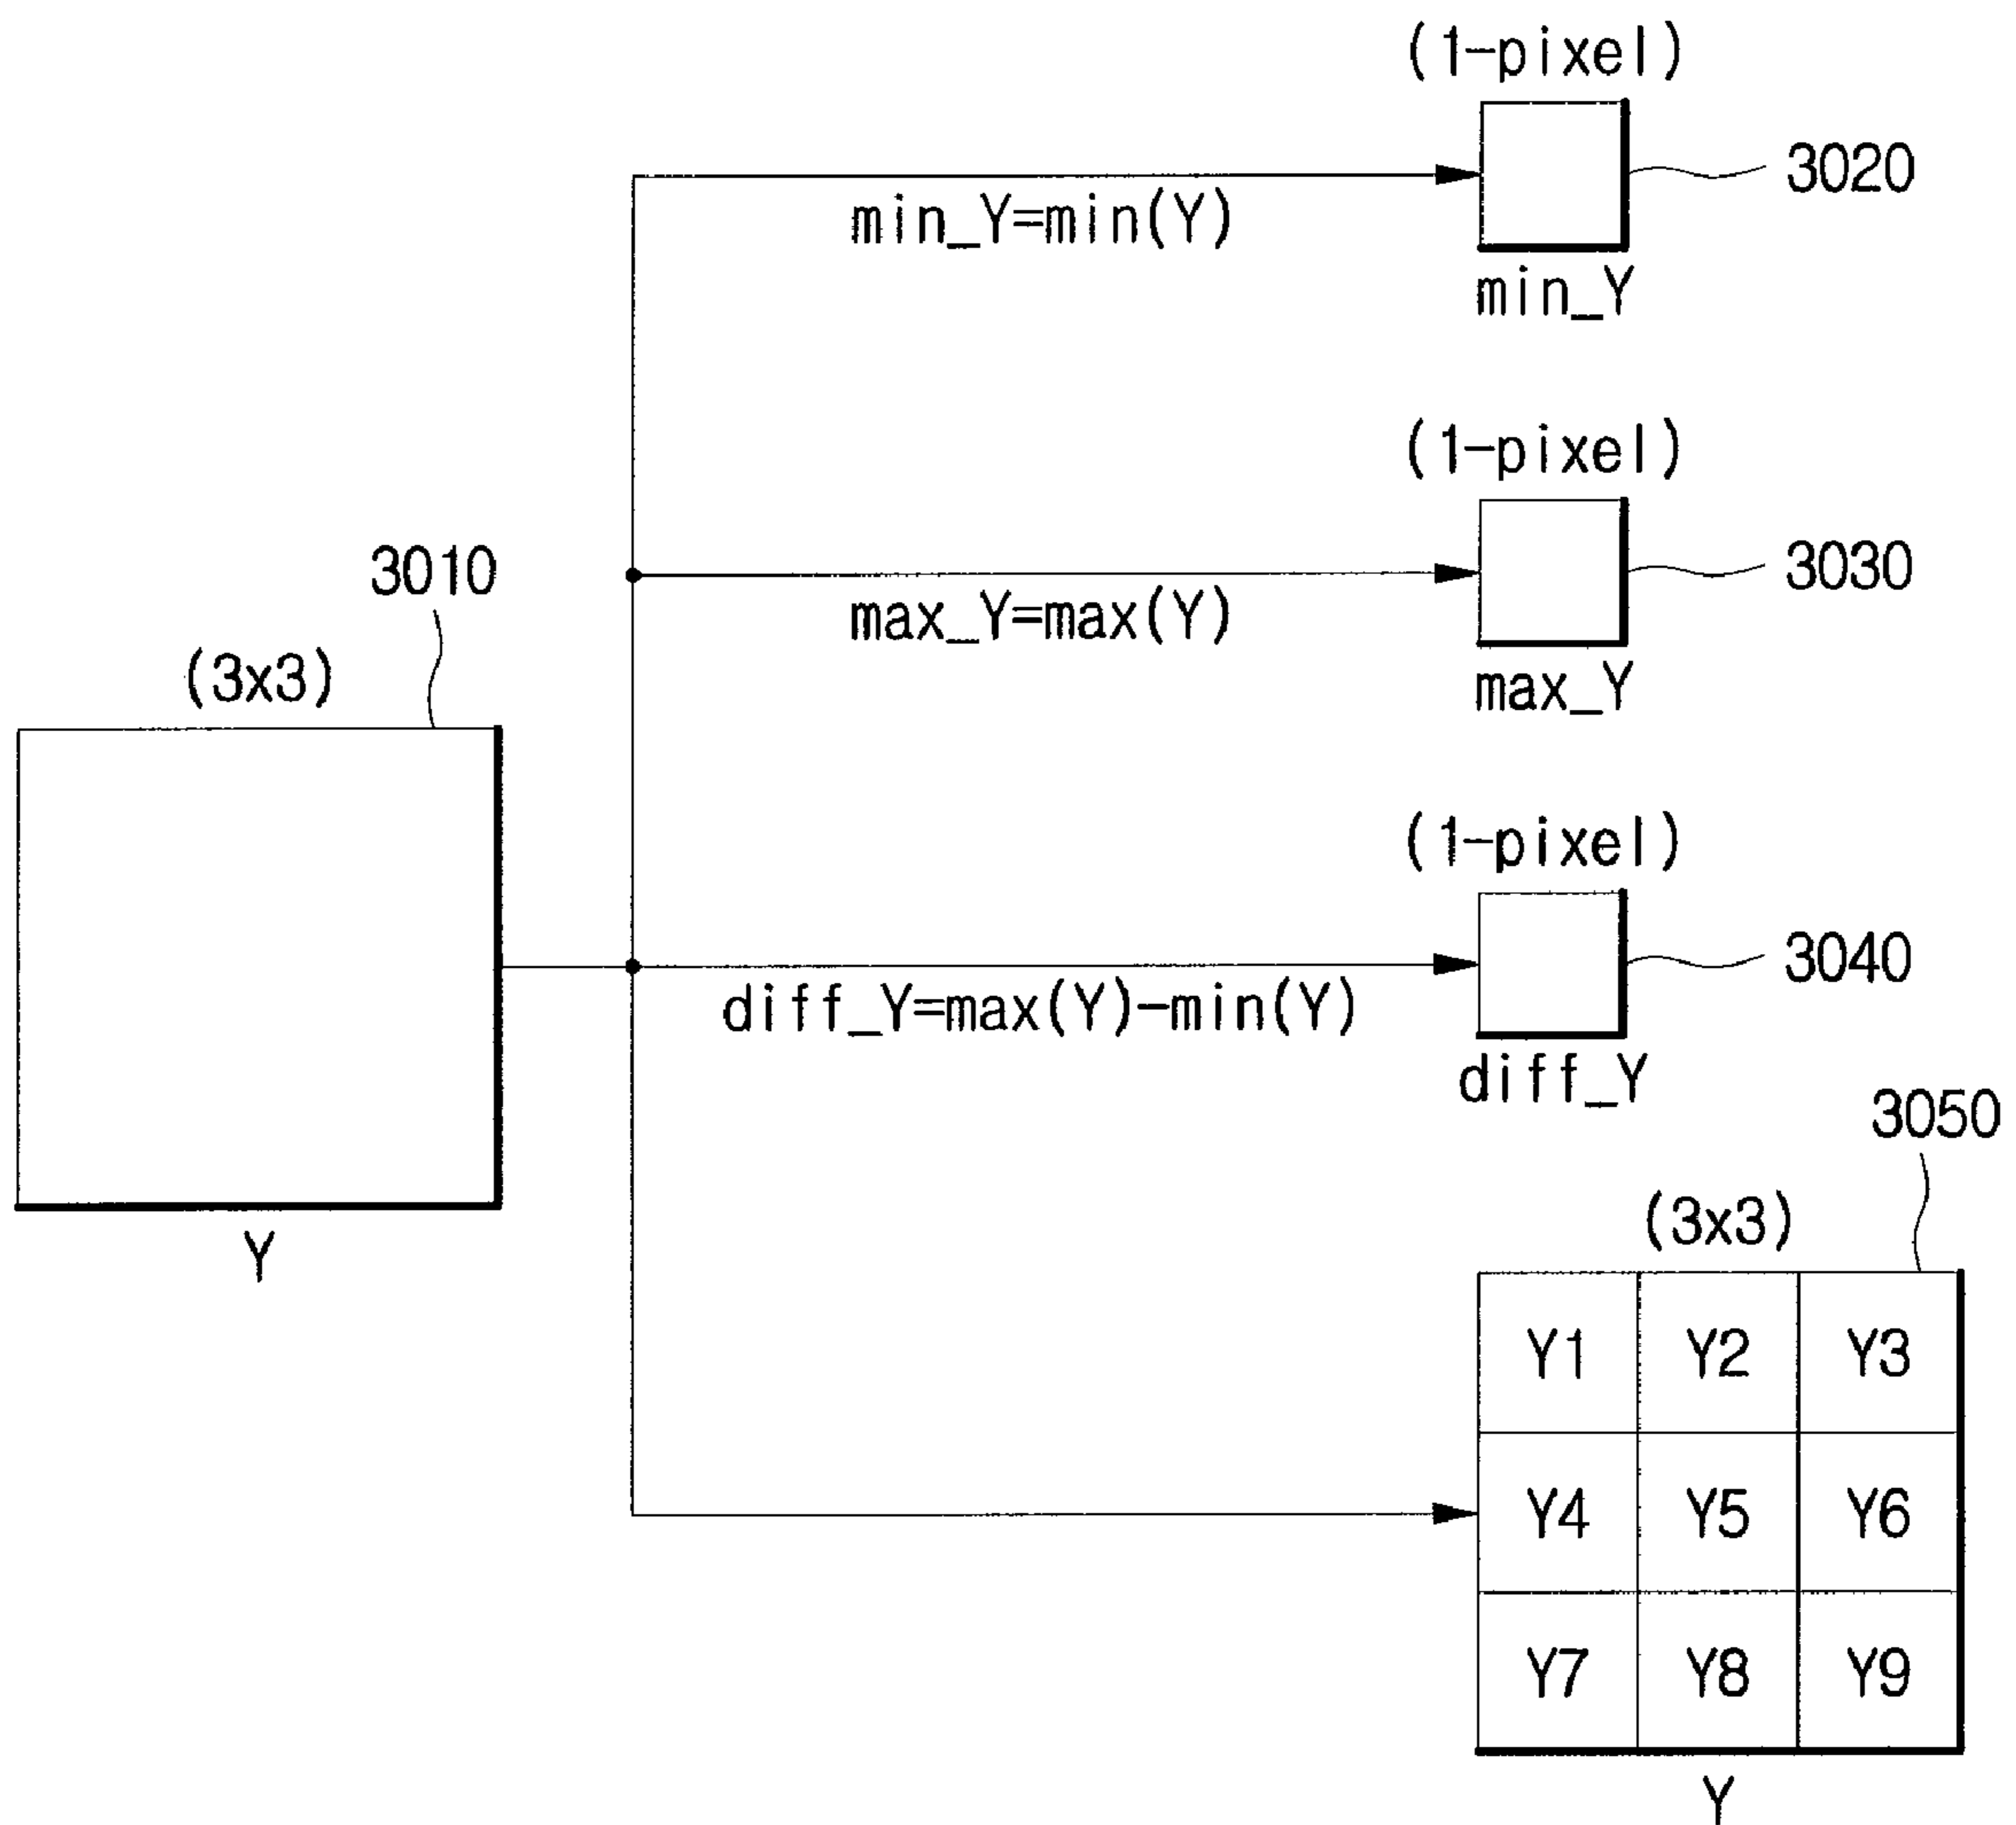 (1-pixel)
3020
min_Y=min(Y)
min_Y
(1-pixel)
3030
max_Y=max(Y)
max_Y
3010
(3x3)
Y
(1-pixel)
3040
diff_Y=max(Y)-min(Y)
diff_Y
3050
(3x3)
Y1 Y2 Y3
Y4 Y5 Y6
Y7 Y8 Y9
Y